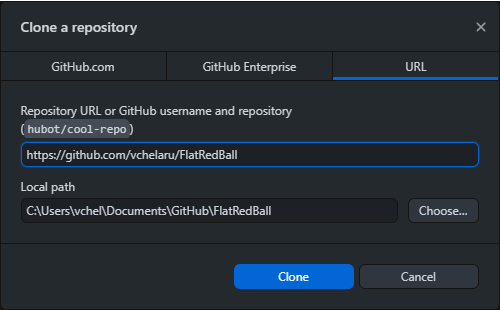 Clone a repository
GitHub.com
GitHub Enterprise
URL
Repository URL or GitHub username and repository
(hubot/cool-repo)
https://github.com/vchelaru/FlatRedBall
Local path
C:\Users\vchel\Documents\GitHub\FlatRedBall
Choose...
Clone
Cancel